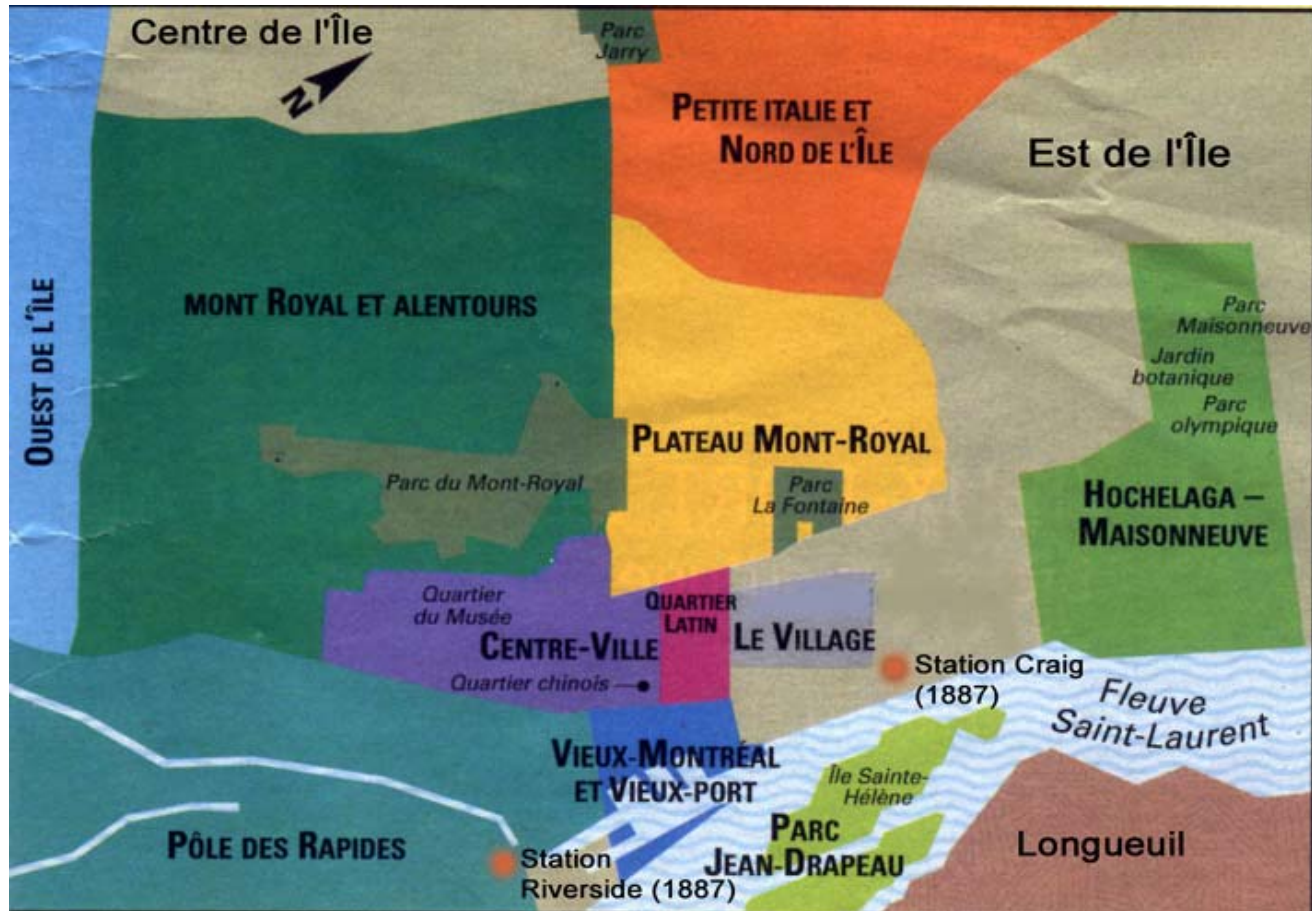 Centre de l'Île
N
Parc
Jarry
PETITE ITALIE ET
NORD DE L'ÎLE
Est de l'Île
OUEST DE L'ÎLE
MONT ROYAL ET ALENTOURS
Parc
Maisonneuve
Jardin
botanique
Parc
olympique
PLATEAU MONT-ROYAL
Parc du Mont-Royal
Parc
La Fontaine
HOCHELAGA –
MAISONNEUVE
Quartier
du Musée
CENTRE-VILLE
Quartier chinois
QUARTIER
LATIN
LE VILLAGE
Station Craig
(1887)
Fleuve
Saint-Laurent
VIEUX-MONTRÉAL
ET VIEUX-PORT
Île Sainte-
Hélène
PARC
JEAN-DRAPEAU
Longueuil
PÔLE DES RAPIDES
Station
Riverside (1887)